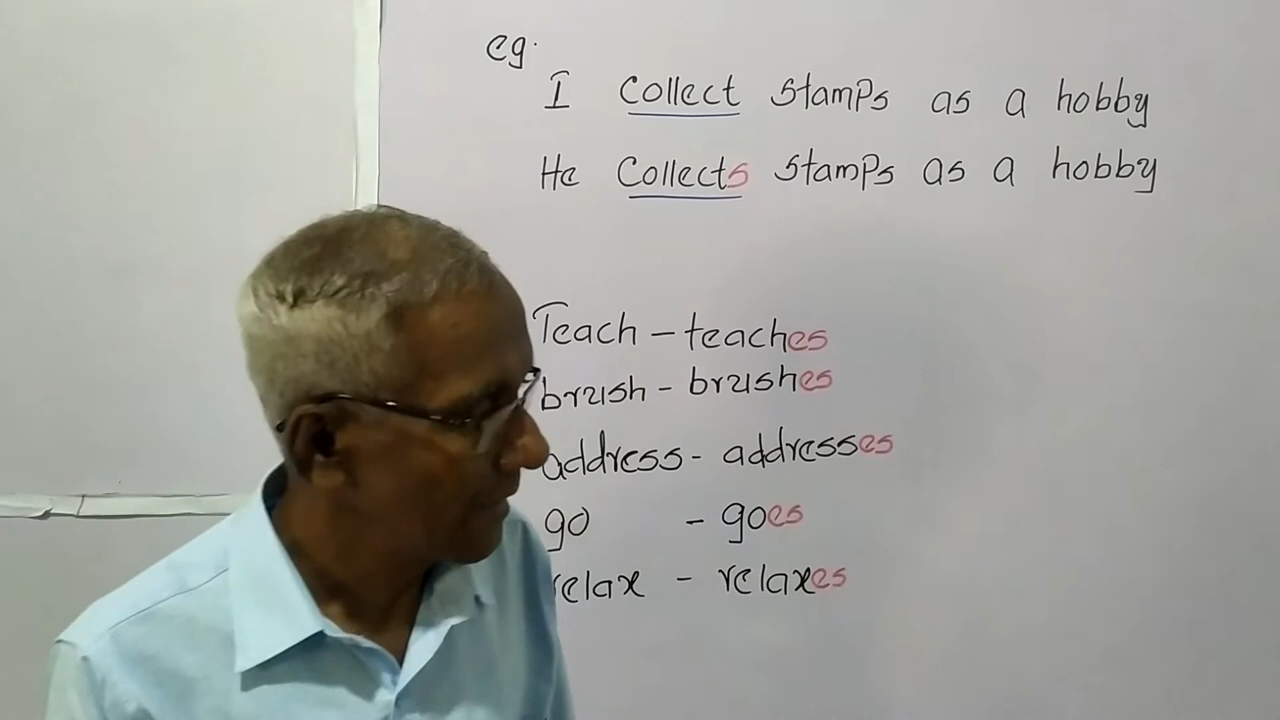 eg.
I Collect Stamps as a hobby
He Collects Stamps as a hobby
Teach - teaches
brush - brushes
address - addresses
go - goes
relax - relaxes